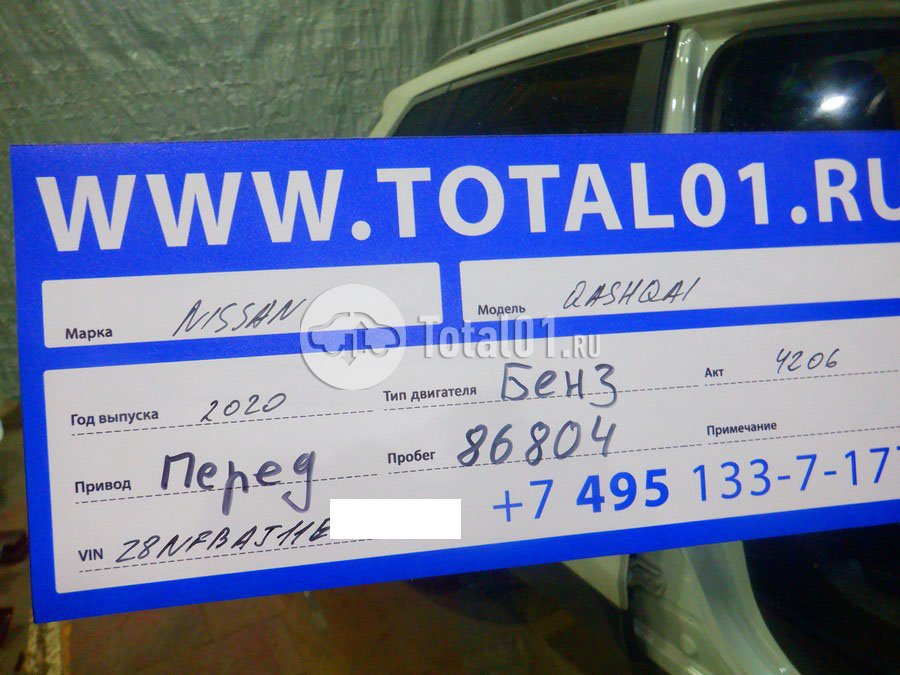 WWW.TOTAL01.RU
Марка NISSAN Модель QASHQAI
Total01.RU
Год выпуска 2020 Тип двигателя Бенз Акт 4206
Привод Перед Пробег 86804 Примечание
+7 495 133-7-177
VIN Z8NFBAJ11E